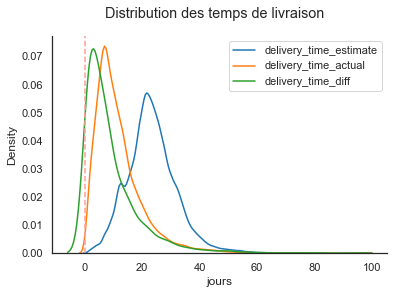 Distribution des temps de livraison
delivery_time_estimate
delivery_time_actual
delivery_time_diff
Density
0.07
0.06
0.05
0.04
0.03
0.02
0.01
0.00
0
20
40
60
80
100
jours